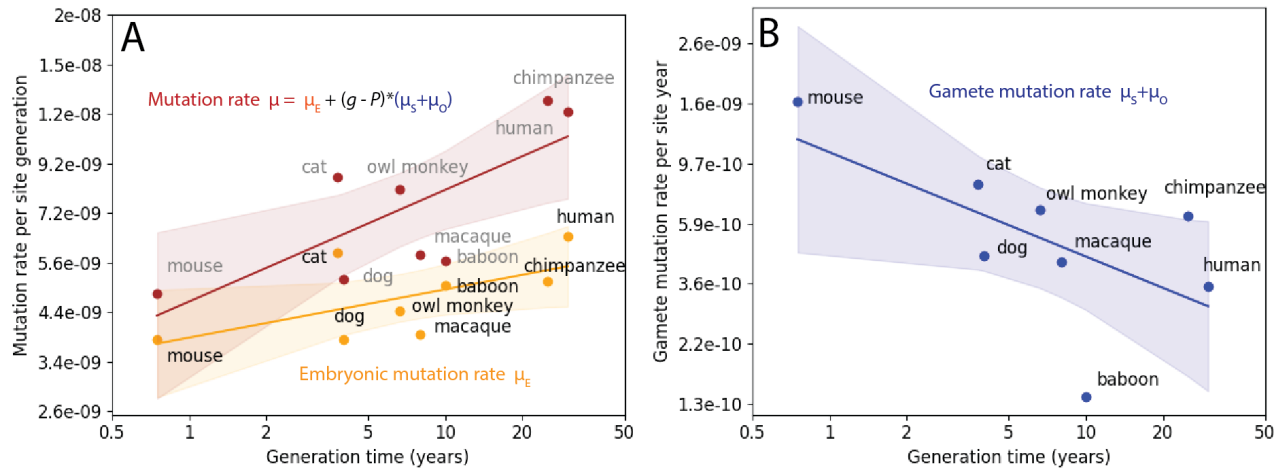 A
2e-08
1.5e-08
1.2e-08
9.2e-09
7.2e-09
5.6e-09
4.4e-09
3.4e-09
2.6e-09
Mutation rate per site generation
Mutation rate μ = μE + (g - P)*(μS+μO)
chimpanzee
human
cat
owl monkey
mouse
macaque
baboon
dog
human
cat
chimpanzee
baboon
owl monkey
dog
macaque
mouse
Embryonic mutation rate μE
0.5
1
2
5
10
20
50
Generation time (years)
B
2.6e-09
1.6e-09
9.7e-10
5.9e-10
3.6e-10
2.2e-10
1.3e-10
Gamete mutation rate per site year
Gamete mutation rate μS+μO
mouse
cat
owl monkey
chimpanzee
dog
macaque
human
baboon
0.5
1
2
5
10
20
50
Generation time (years)